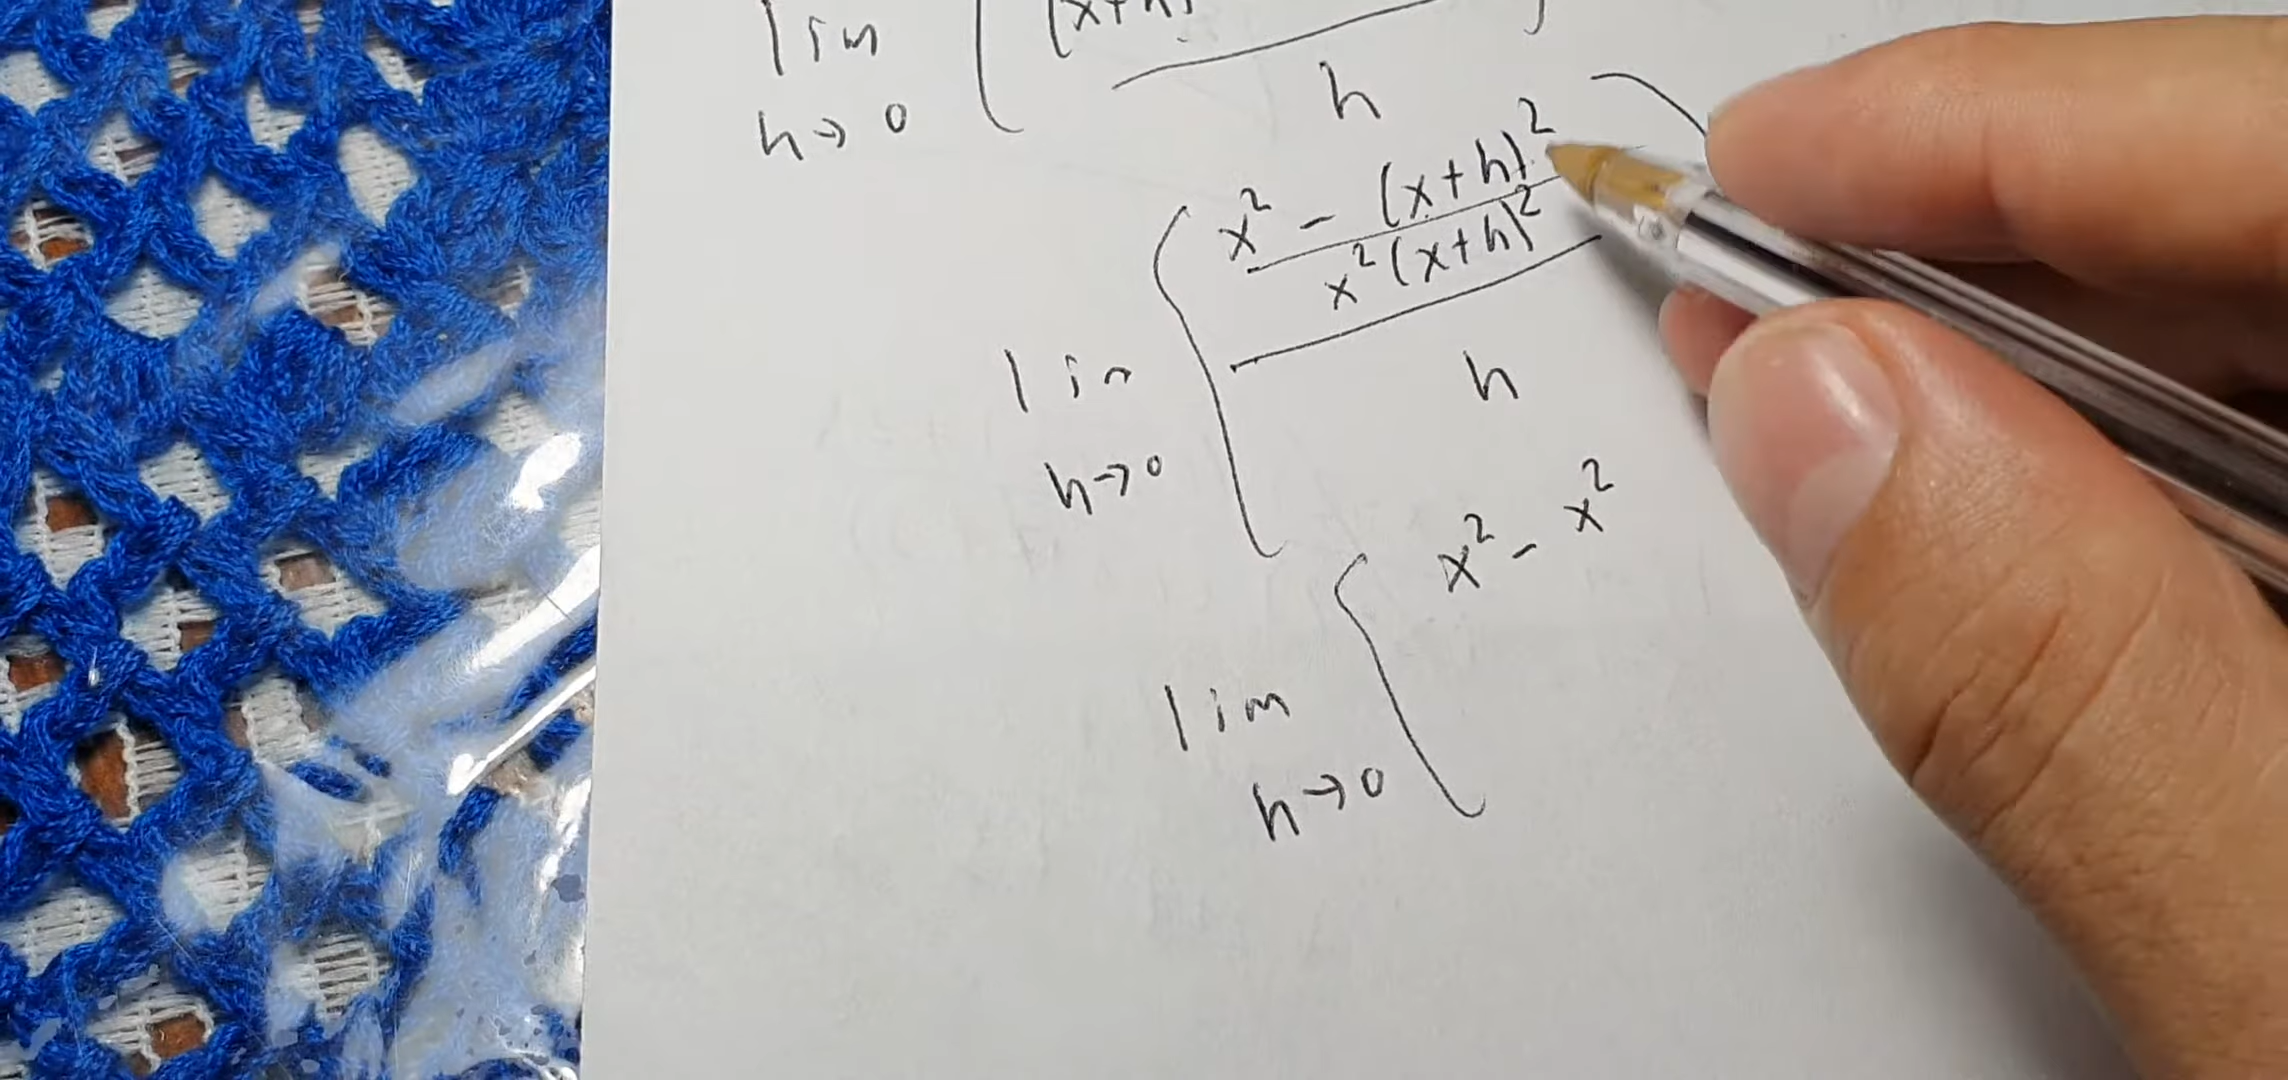 lim ( (x+h)
h
h→0
x² - (x+h)²
x²(x+h)²
lim
h
h→0
x² - x²
lim
h→0